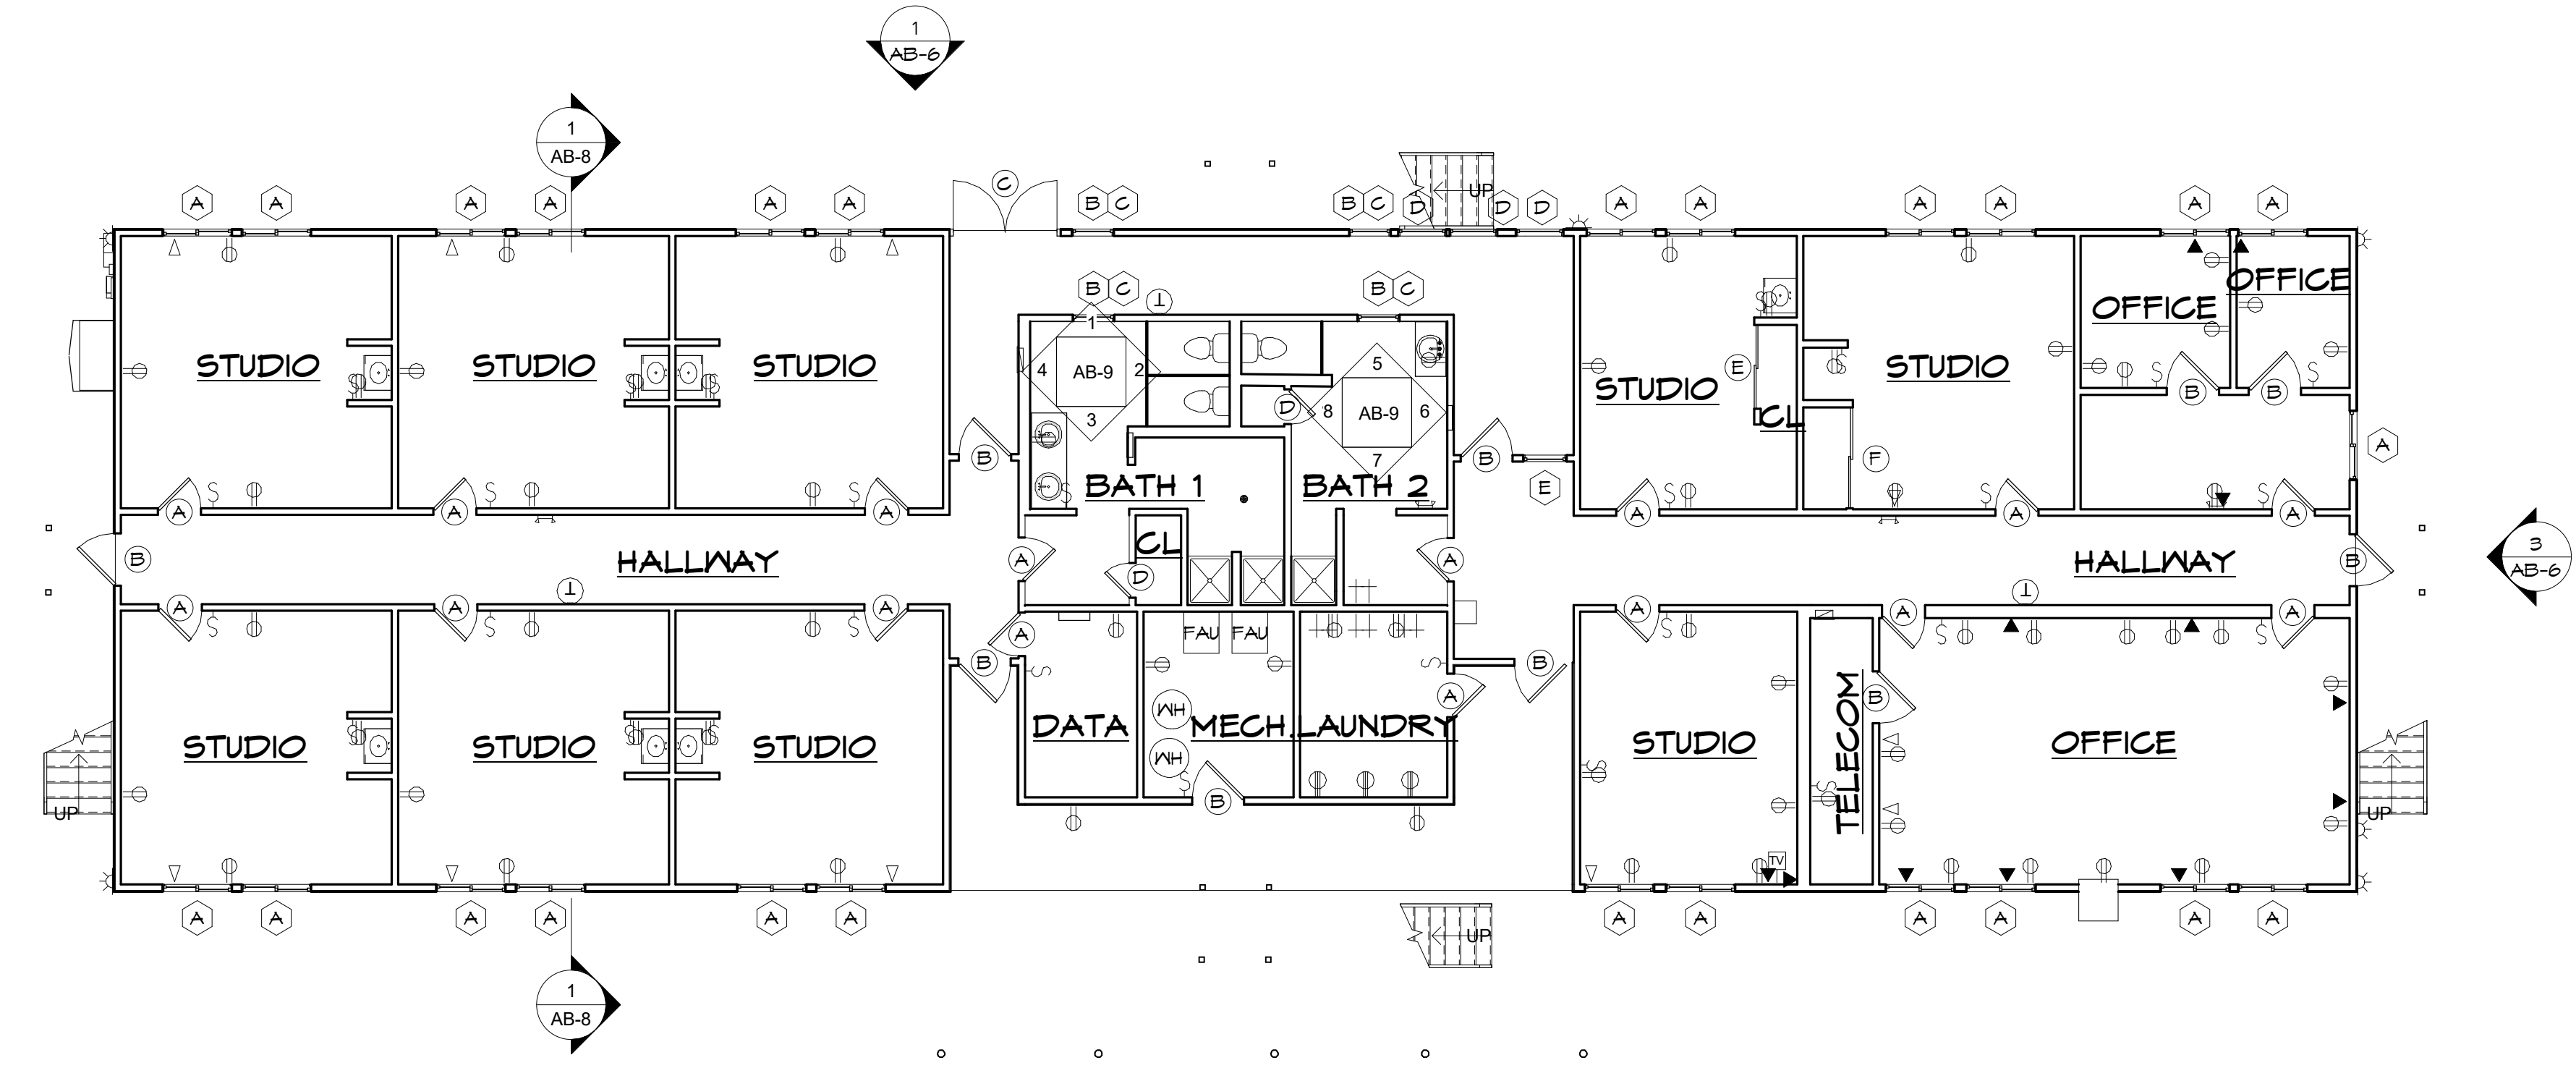 1
AB-6
1
AB-8
C
UP
A A A A A A B C B C D D D A A A A A A
B C T B C
OFFICE
OFFICE
1
4 AB-9 2
3
5
8 AB-9 6
7
STUDIO STUDIO STUDIO
STUDIO
STUDIO
E
D
B B
CL
F
A
B B
E
BATH 1
BATH 2
A A A
A A A
CL
HALLWAY
HALLWAY
B
A
D
A
B
3
AB-6
T
T
A A A
A A A A
A
FAU FAU
B
B
A
B
WH
WH
DATA
MECH.
LAUNDRY
B
STUDIO STUDIO STUDIO
STUDIO
TELECOM
OFFICE
UP
UP
TV
A A A A A A
A A A A A A
UP
1
AB-8